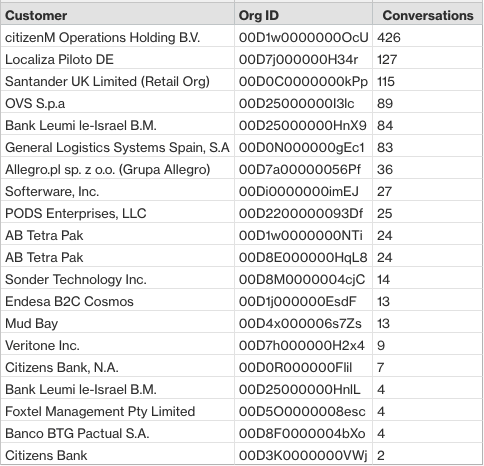 Customer Org ID Conversations
citizenM Operations Holding B.V. 00D1w0000000OcU 426
Localiza Piloto DE 00D7j000000H34r 127
Santander UK Limited (Retail Org) 00D0C0000000kPp 115
OVS S.p.a 00D25000000I3lc 89
Bank Leumi le-Israel B.M. 00D25000000HnX9 84
General Logistics Systems Spain, S.A 00D0N000000gEc1 83
Allegro.pl sp. z o.o. (Grupa Allegro) 00D7a00000056Pf 36
Softerware, Inc. 00Di0000000imEJ 27
PODS Enterprises, LLC 00D2200000093Df 25
AB Tetra Pak 00D1w0000000NTi 24
AB Tetra Pak 00D8E000000HqL8 24
Sonder Technology Inc. 00D8M0000004cjC 14
Endesa B2C Cosmos 00D1j000000EsdF 13
Mud Bay 00D4x000006s7Zs 13
Veritone Inc. 00D7h000000H2x4 9
Citizens Bank, N.A. 00D0R000000FIil 7
Bank Leumi le-Israel B.M. 00D25000000HnlL 4
Foxtel Management Pty Limited 00D5O0000008esc 4
Banco BTG Pactual S.A. 00D8F0000004bXo 4
Citizens Bank 00D3K0000000VWj 2